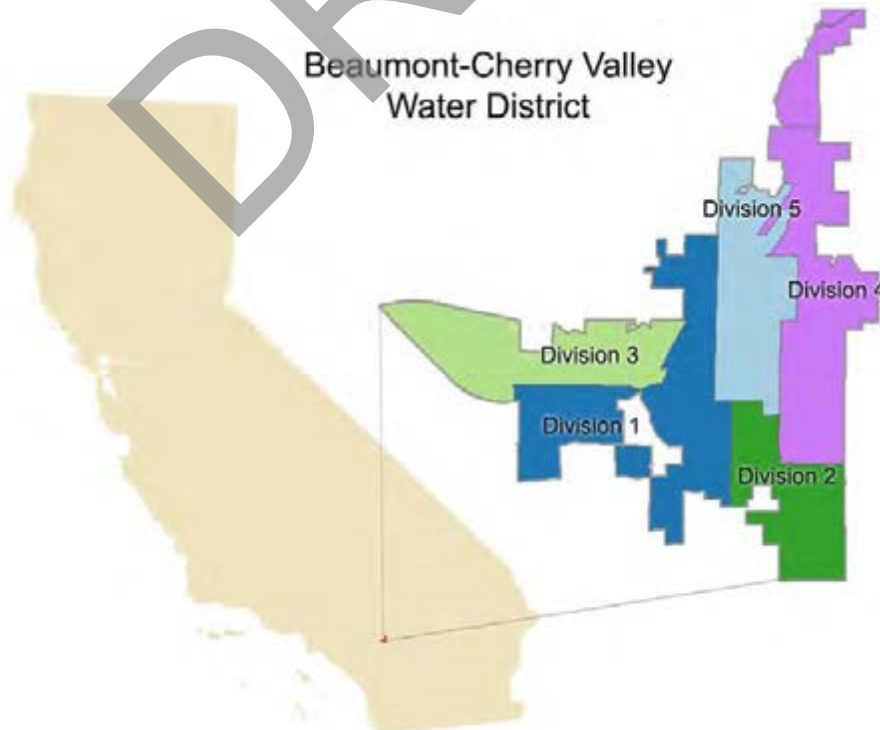 Beaumont-Cherry Valley
Water District
Division 5
Division 4
Division 3
Division 1
Division 2